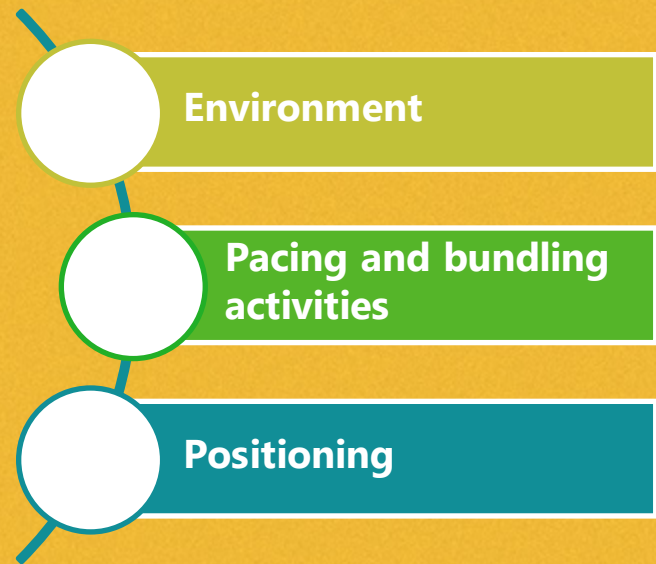 Environment
Pacing and bundling
activities
Positioning